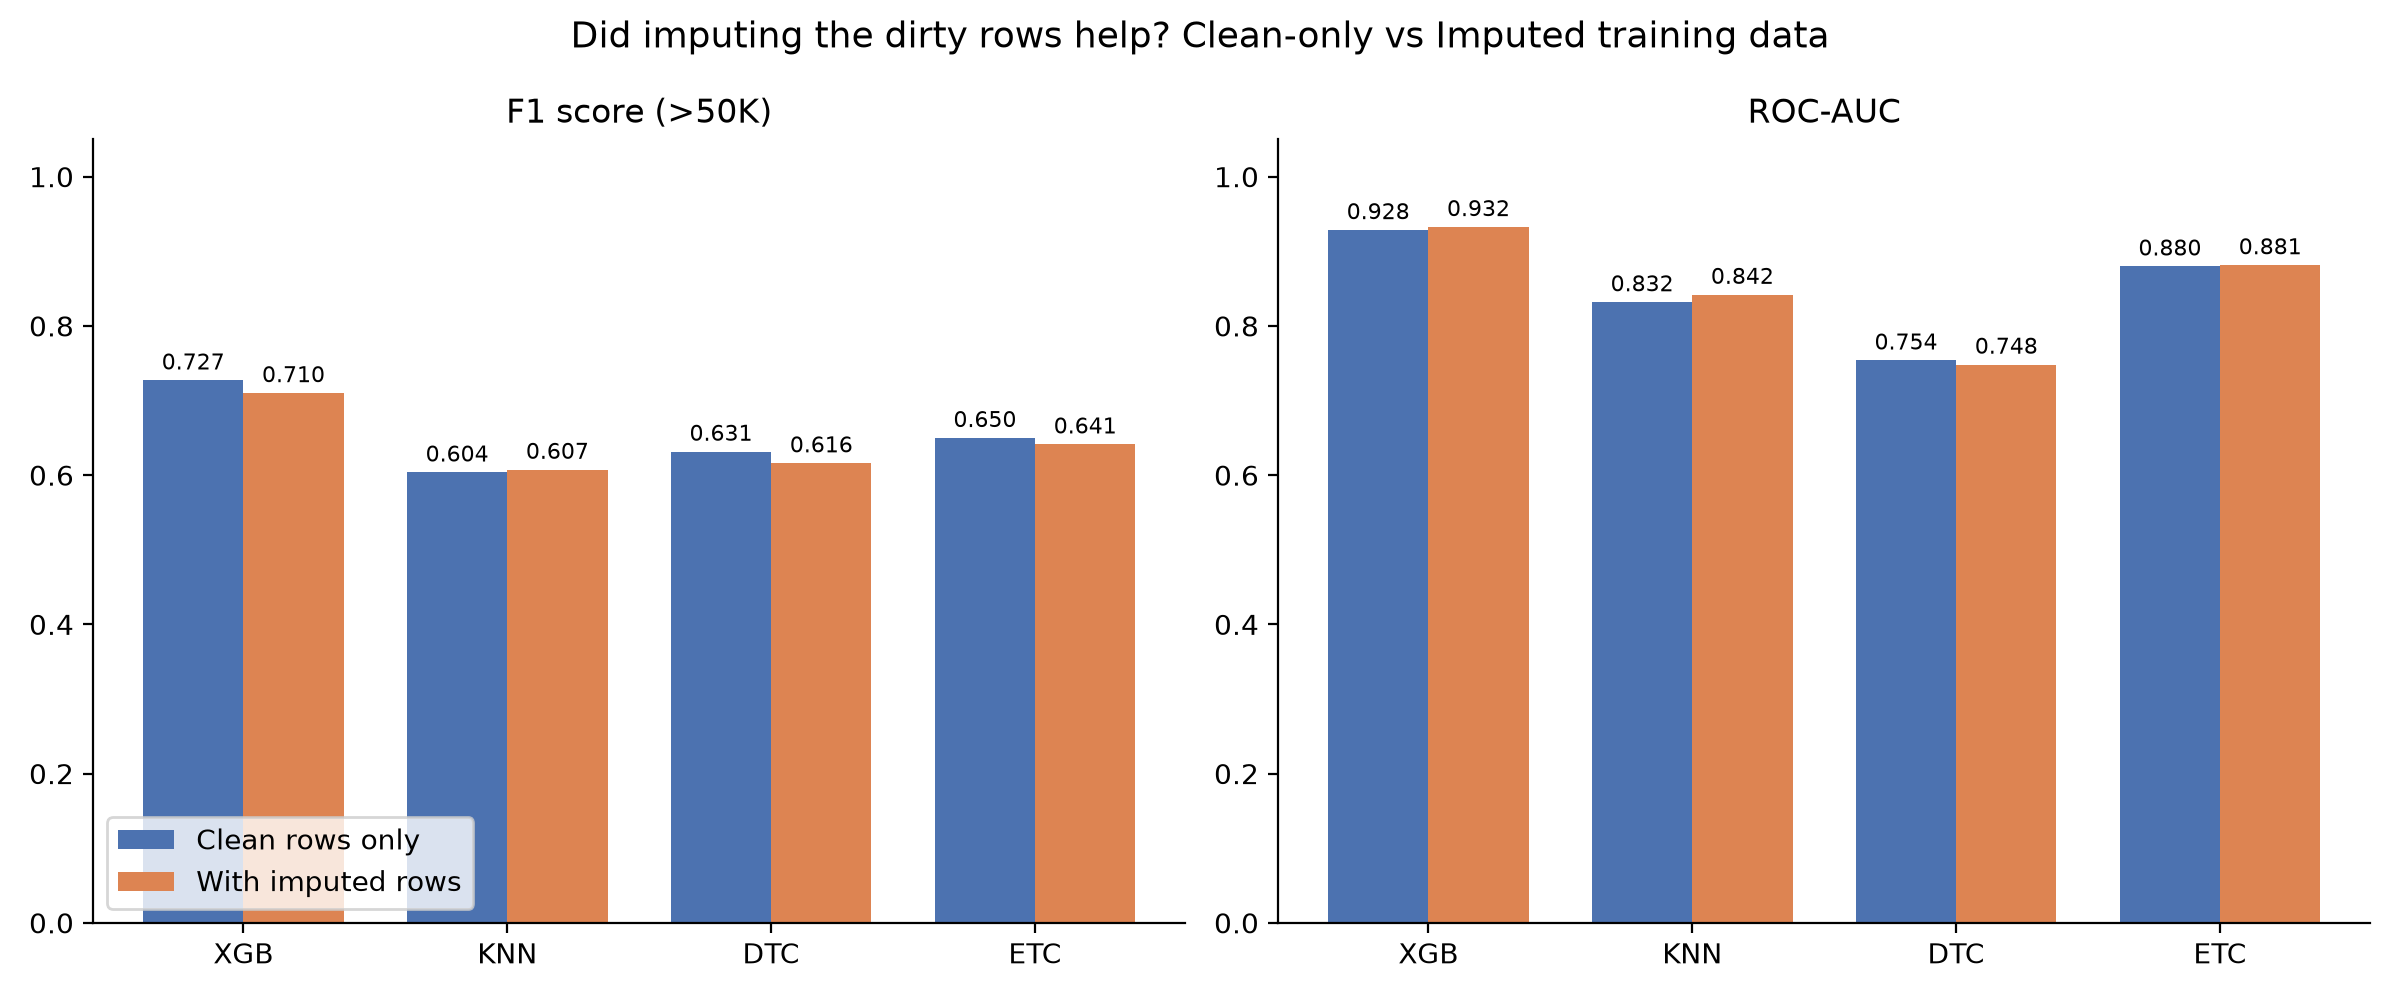 Did imputing the dirty rows help? Clean-only vs Imputed training data
F1 score (>50K)
1.0
0.8
0.6
0.4
0.2
0.0
0.727
0.710
0.604
0.607
0.631
0.616
0.650
0.641
Clean rows only
With imputed rows
XGB
KNN
DTC
ETC
ROC-AUC
1.0
0.8
0.6
0.4
0.2
0.0
0.928
0.932
0.832
0.842
0.754
0.748
0.880
0.881
XGB
KNN
DTC
ETC